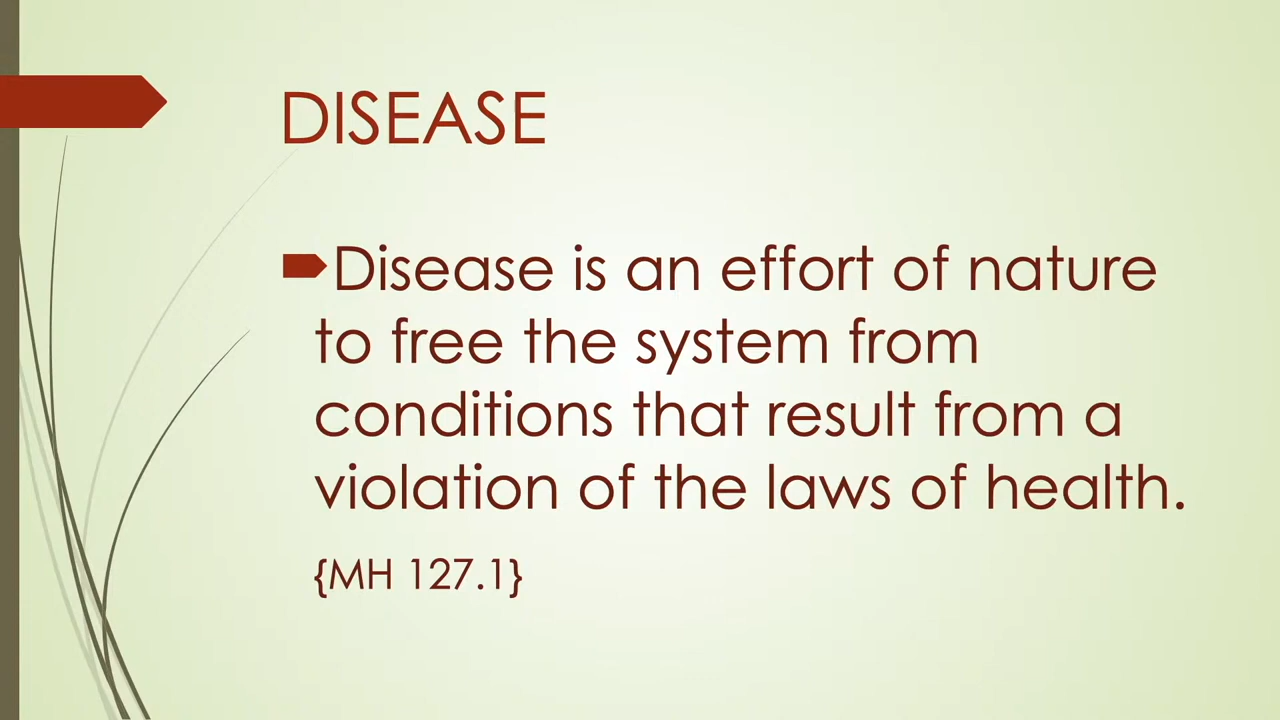 DISEASE
Disease is an effort of nature
to free the system from
conditions that result from a
violation of the laws of health.
{MH 127.1}